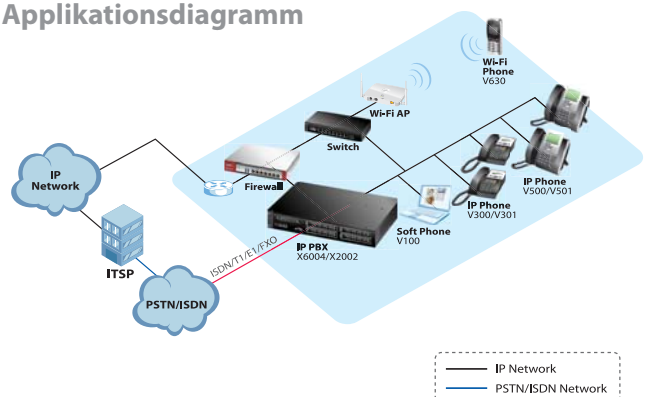 Applikationsdiagramm
Wi-Fi
Phone
V630
Wi-Fi AP
Switch
Firewall
IP
Network
IP Phone
V500/V501
IP Phone
V300/V301
Soft Phone
V100
IP PBX
X6004/X2002
ISDN/T1/E1/FXO
ITSP
PSTN/ISDN
IP Network
PSTN/ISDN Network